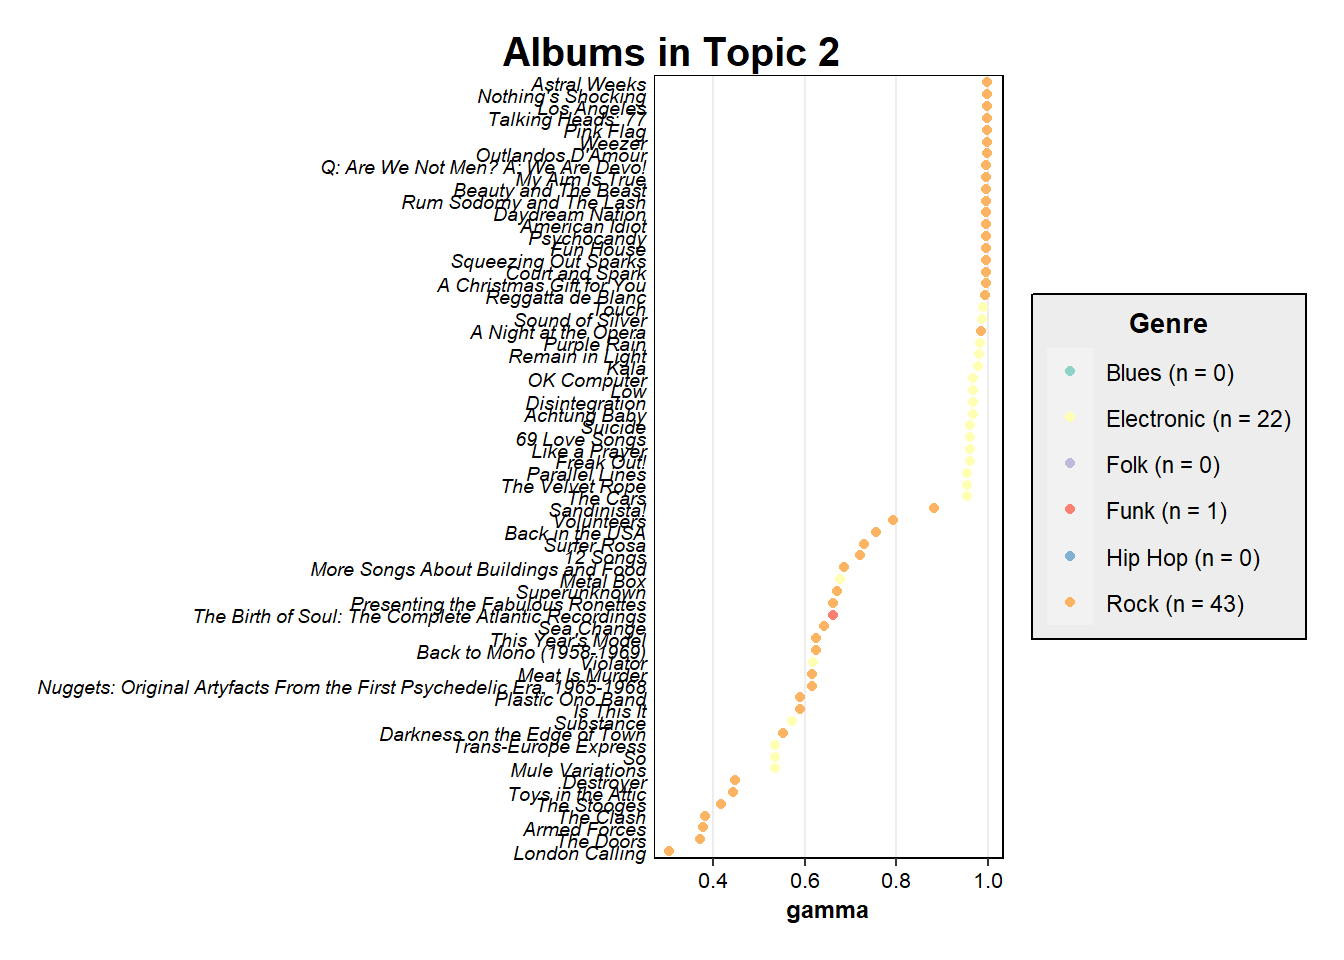 Albums in Topic 2
Astral Weeks
Nothing's Shocking
Los Angeles
Talking Heads: 77
Pink Flag
Weezer
Outlandos D'Amour
Q: Are We Not Men? A: We Are Devo!
My Aim Is True
Beauty and The Beast
Rum Sodomy and The Lash
Daydream Nation
American Idiot
Psychocandy
Fun House
Squeezing Out Sparks
Court and Spark
A Christmas Gift for You
Reggatta de Blanc
Touch
Sound of Silver
A Night at the Opera
Purple Rain
Remain in Light
Kala
OK Computer
Low
Disintegration
Achtung Baby
Suicide
69 Love Songs
Like a Prayer
Freak Out!
Parallel Lines
The Velvet Rope
The Cars
Sandinista!
Volunteers
Back in the USA
Surfer Rosa
12 Songs
More Songs About Buildings and Food
Metal Box
Superunknown
Presenting the Fabulous Ronettes
The Birth of Soul: The Complete Atlantic Recordings
Sea Change
This Year's Model
Back to Mono (1958-1969)
Violator
Meat Is Murder
Nuggets: Original Artyfacts From the First Psychedelic Era, 1965-1968
Plastic Ono Band
Is This It
Substance
Darkness on the Edge of Town
Trans-Europe Express
So
Mule Variations
Destroyer
Toys in the Attic
The Stooges
The Clash
Armed Forces
The Doors
London Calling
0.4 0.6 0.8 1.0
gamma
Genre
Blues (n = 0)
Electronic (n = 22)
Folk (n = 0)
Funk (n = 1)
Hip Hop (n = 0)
Rock (n = 43)